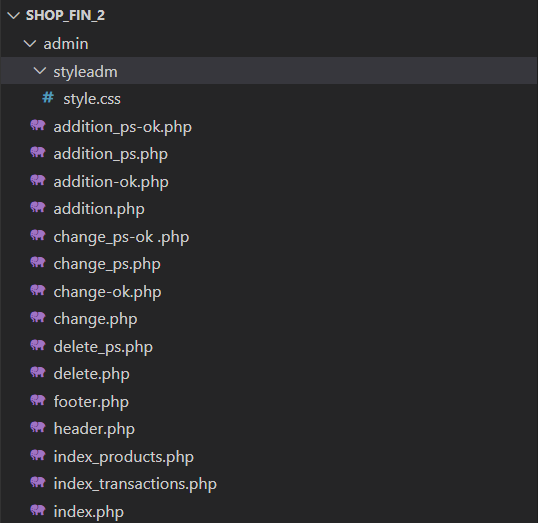 SHOP_FIN_2
admin
styleadm
# style.css
addition_ps-ok.php
addition_ps.php
addition-ok.php
addition.php
change_ps-ok .php
change_ps.php
change-ok.php
change.php
delete_ps.php
delete.php
footer.php
header.php
index_products.php
index_transactions.php
index.php